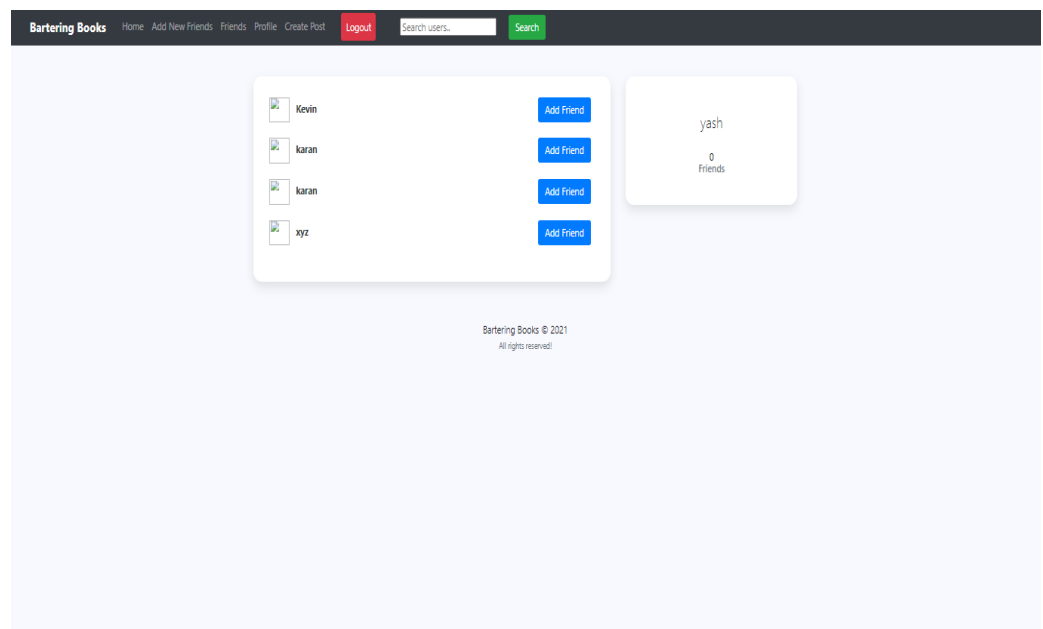 Bartering Books Home Add New Friends Friends Profile Create Post Logout Search users.. Search
Kevin Add Friend
karan Add Friend
karan Add Friend
xyz Add Friend
yash
0
Friends
Bartering Books © 2021
All rights reserved!